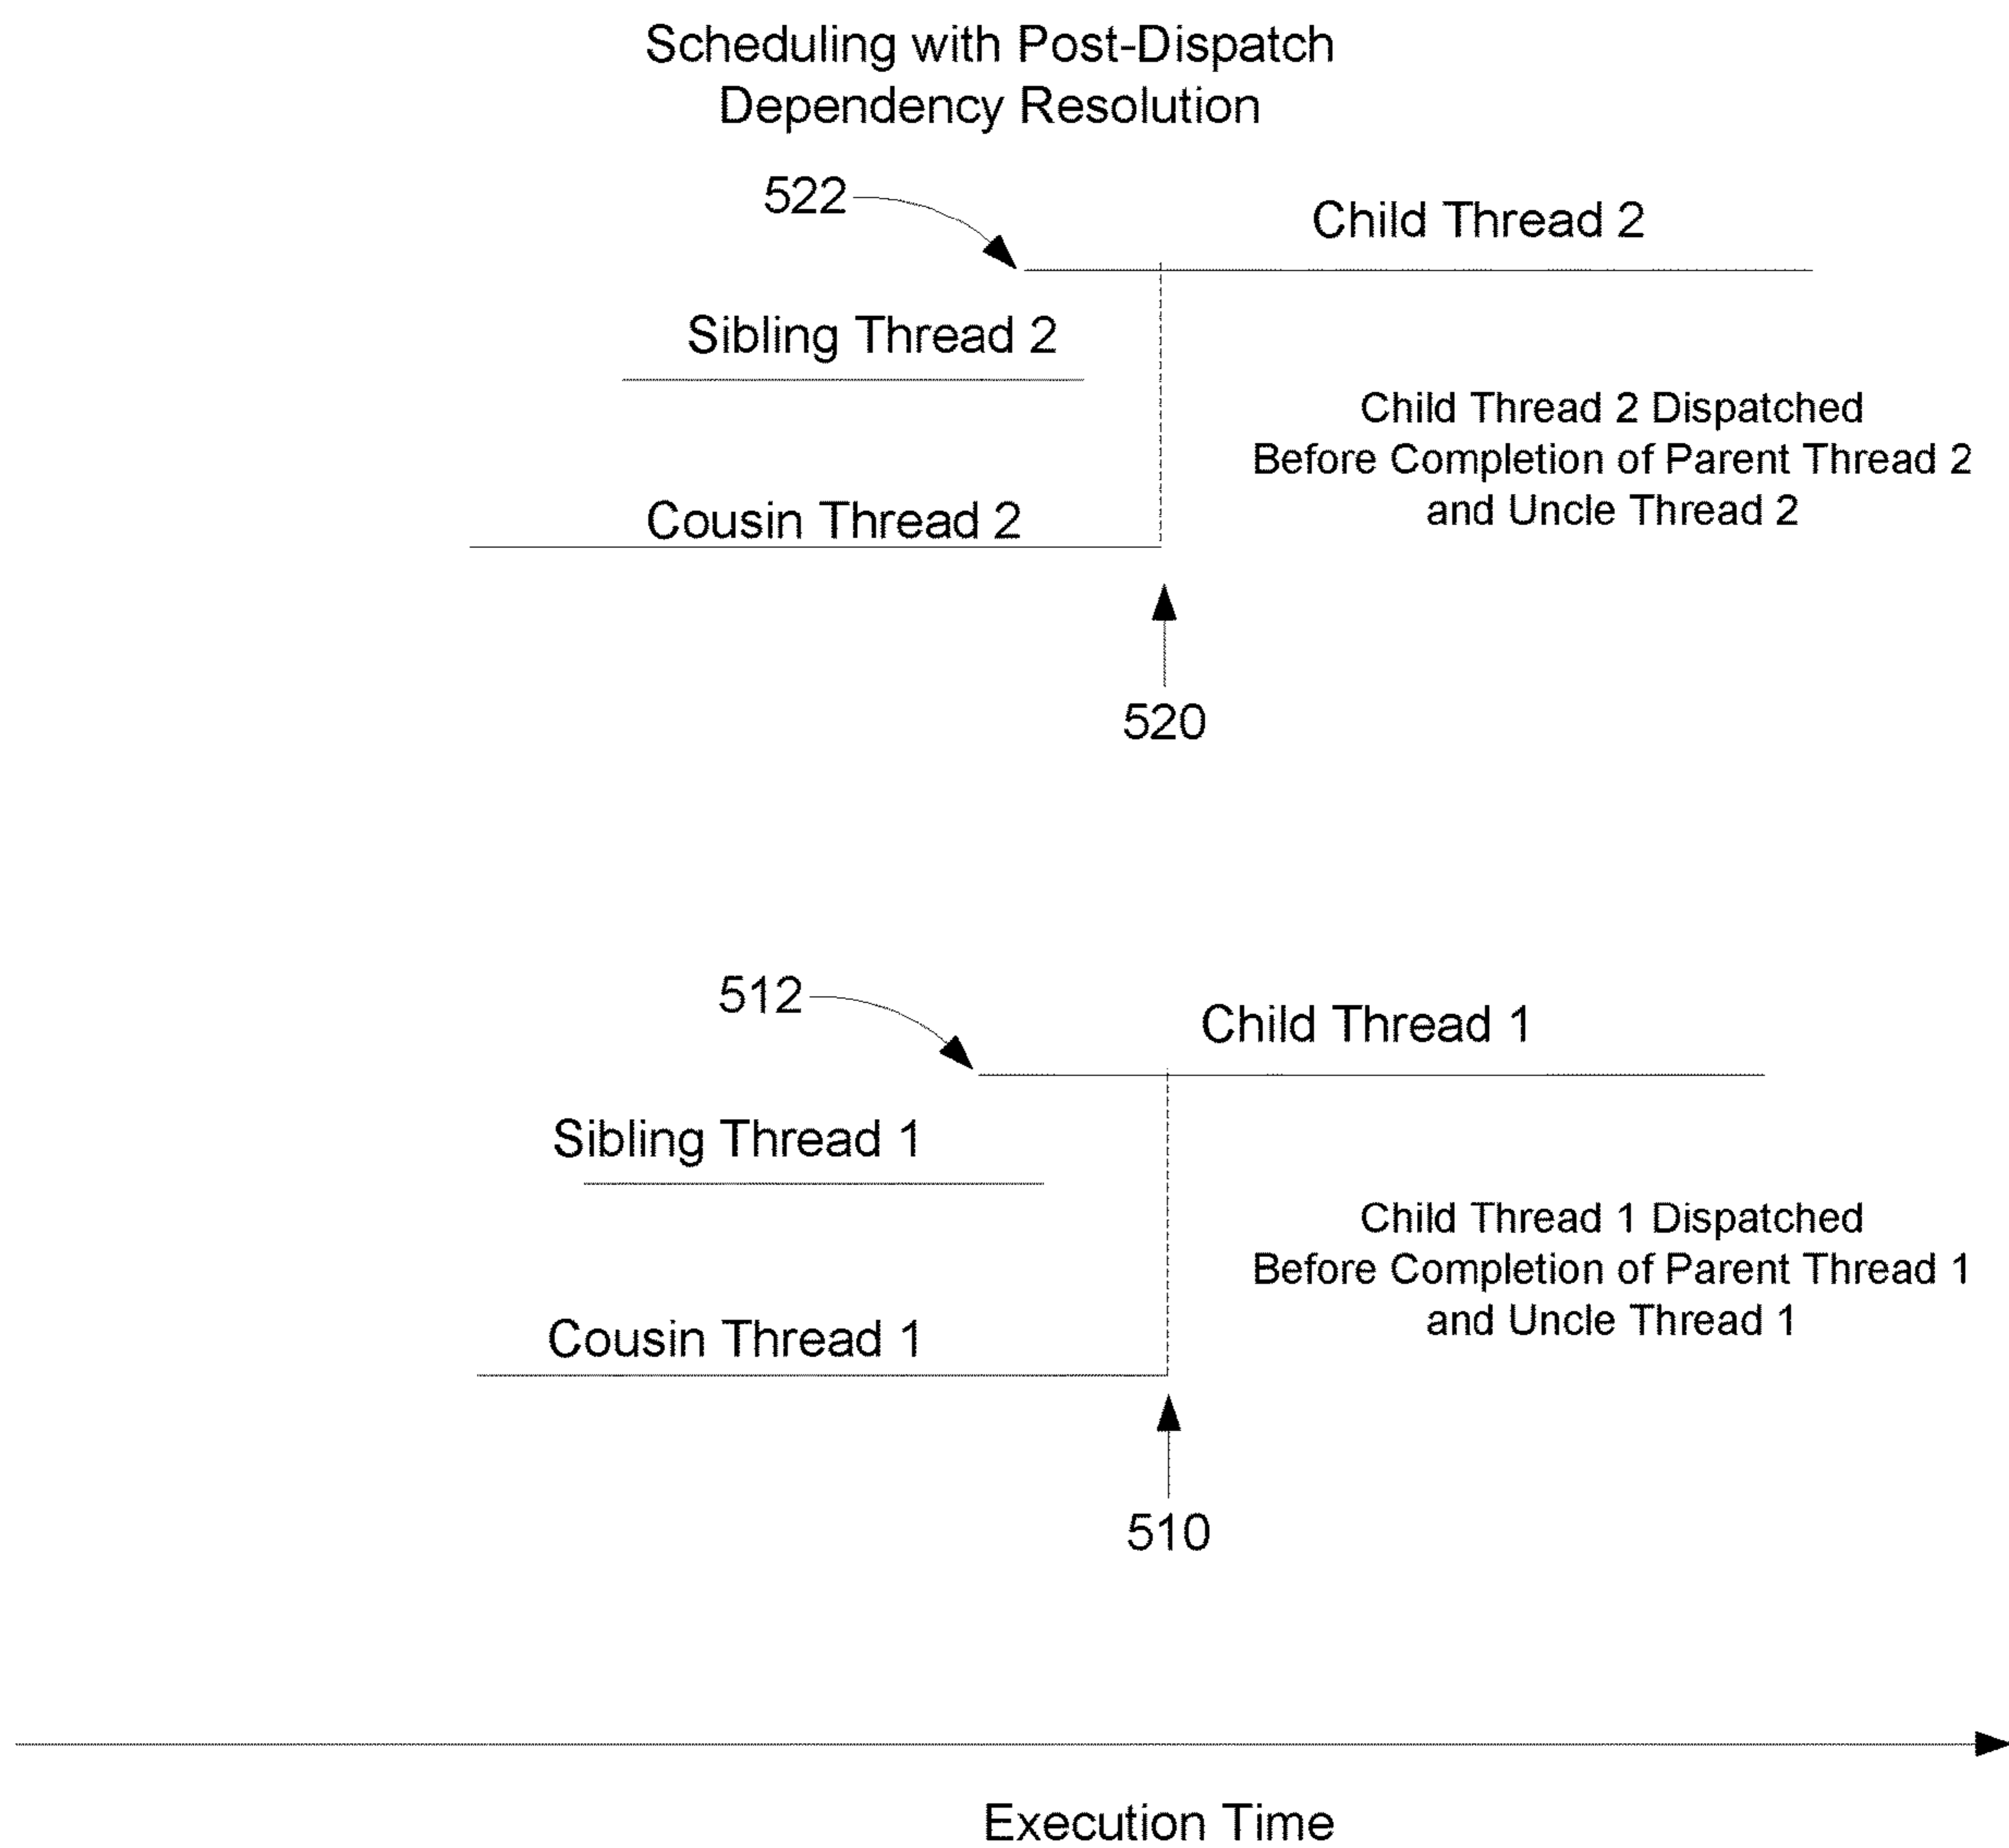 Scheduling with Post-Dispatch
Dependency Resolution
522
Child Thread 2
Sibling Thread 2
Child Thread 2 Dispatched
Before Completion of Parent Thread 2
and Uncle Thread 2
Cousin Thread 2
520
512
Child Thread 1
Sibling Thread 1
Child Thread 1 Dispatched
Before Completion of Parent Thread 1
and Uncle Thread 1
Cousin Thread 1
510
Execution Time